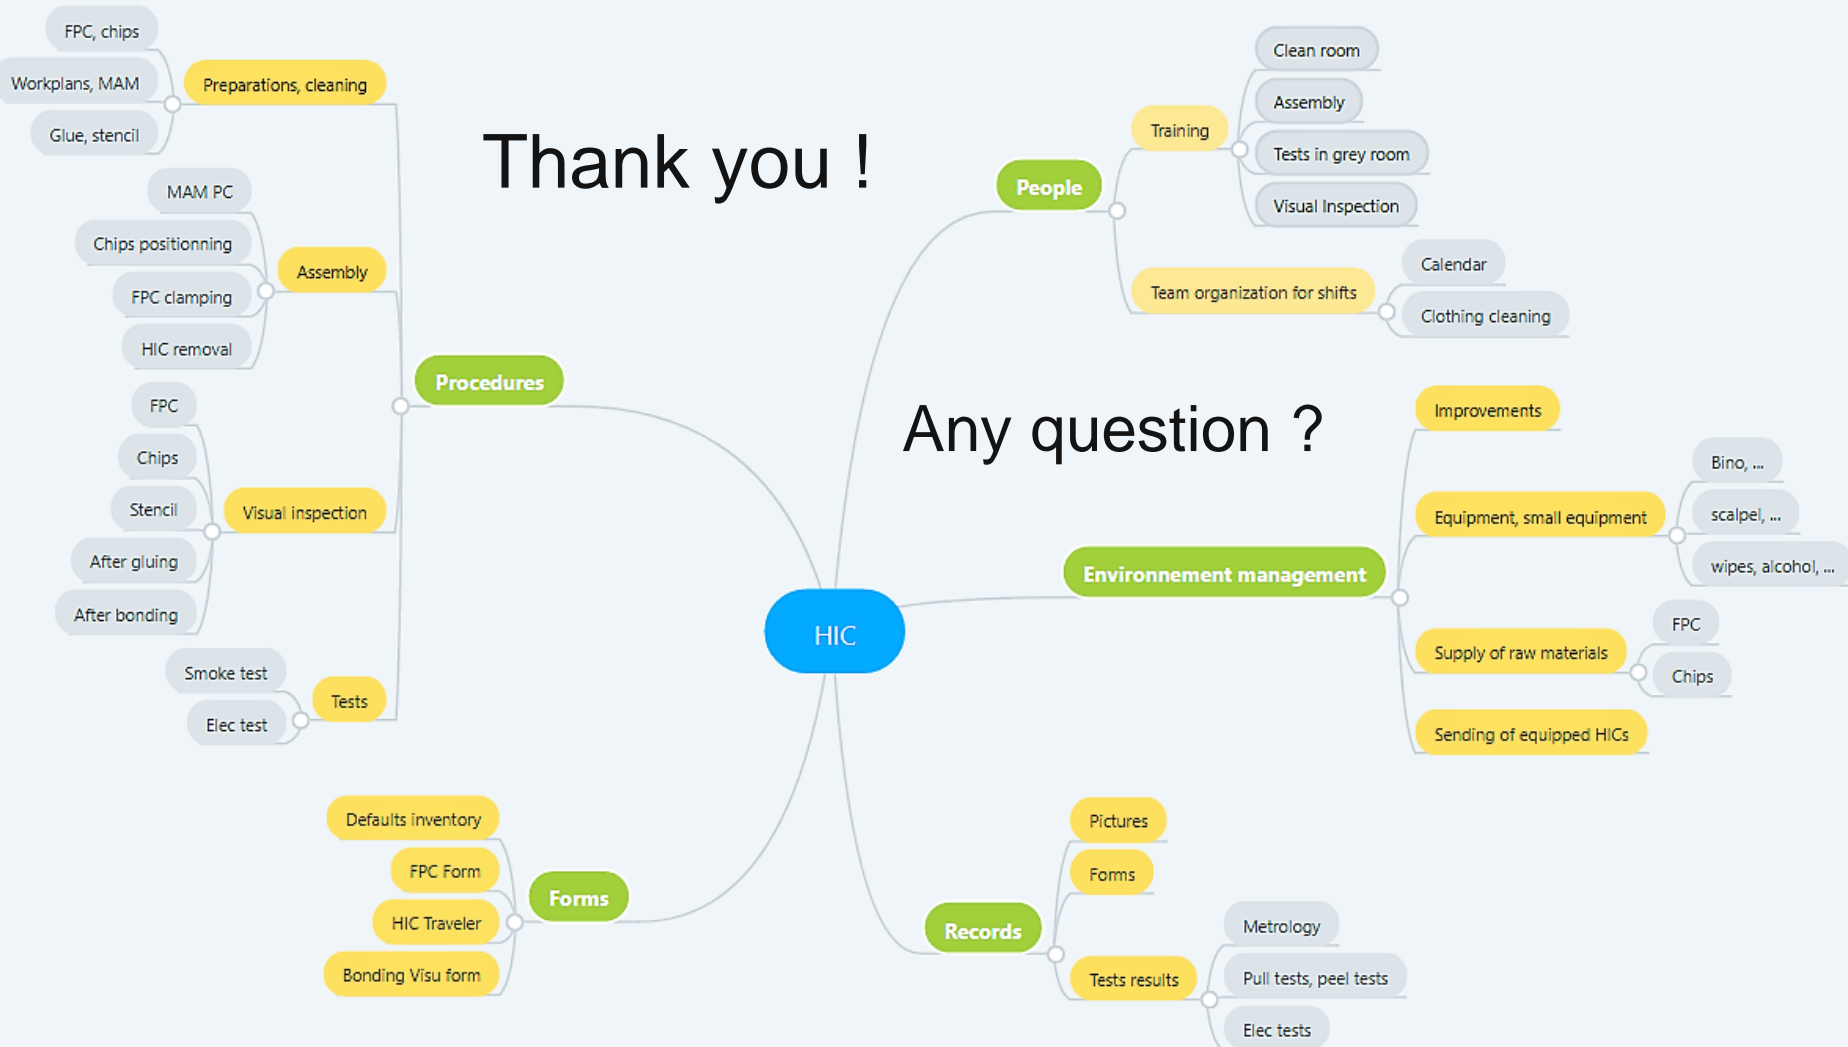 Thank you !
Any question ?
HIC
Procedures
Preparations, cleaning
FPC, chips
Workplans, MAM
Glue, stencil
Assembly
MAM PC
Chips positionning
FPC clamping
HIC removal
Visual inspection
FPC
Chips
Stencil
After gluing
After bonding
Tests
Smoke test
Elec test
Forms
Defaults inventory
FPC Form
HIC Traveler
Bonding Visu form
People
Training
Clean room
Assembly
Tests in grey room
Visual Inspection
Team organization for shifts
Calendar
Clothing cleaning
Environnement management
Improvements
Equipment, small equipment
Bino, ...
scalpel, ...
wipes, alcohol, ...
Supply of raw materials
FPC
Chips
Sending of equipped HICs
Records
Pictures
Forms
Tests results
Metrology
Pull tests, peel tests
Elec tests